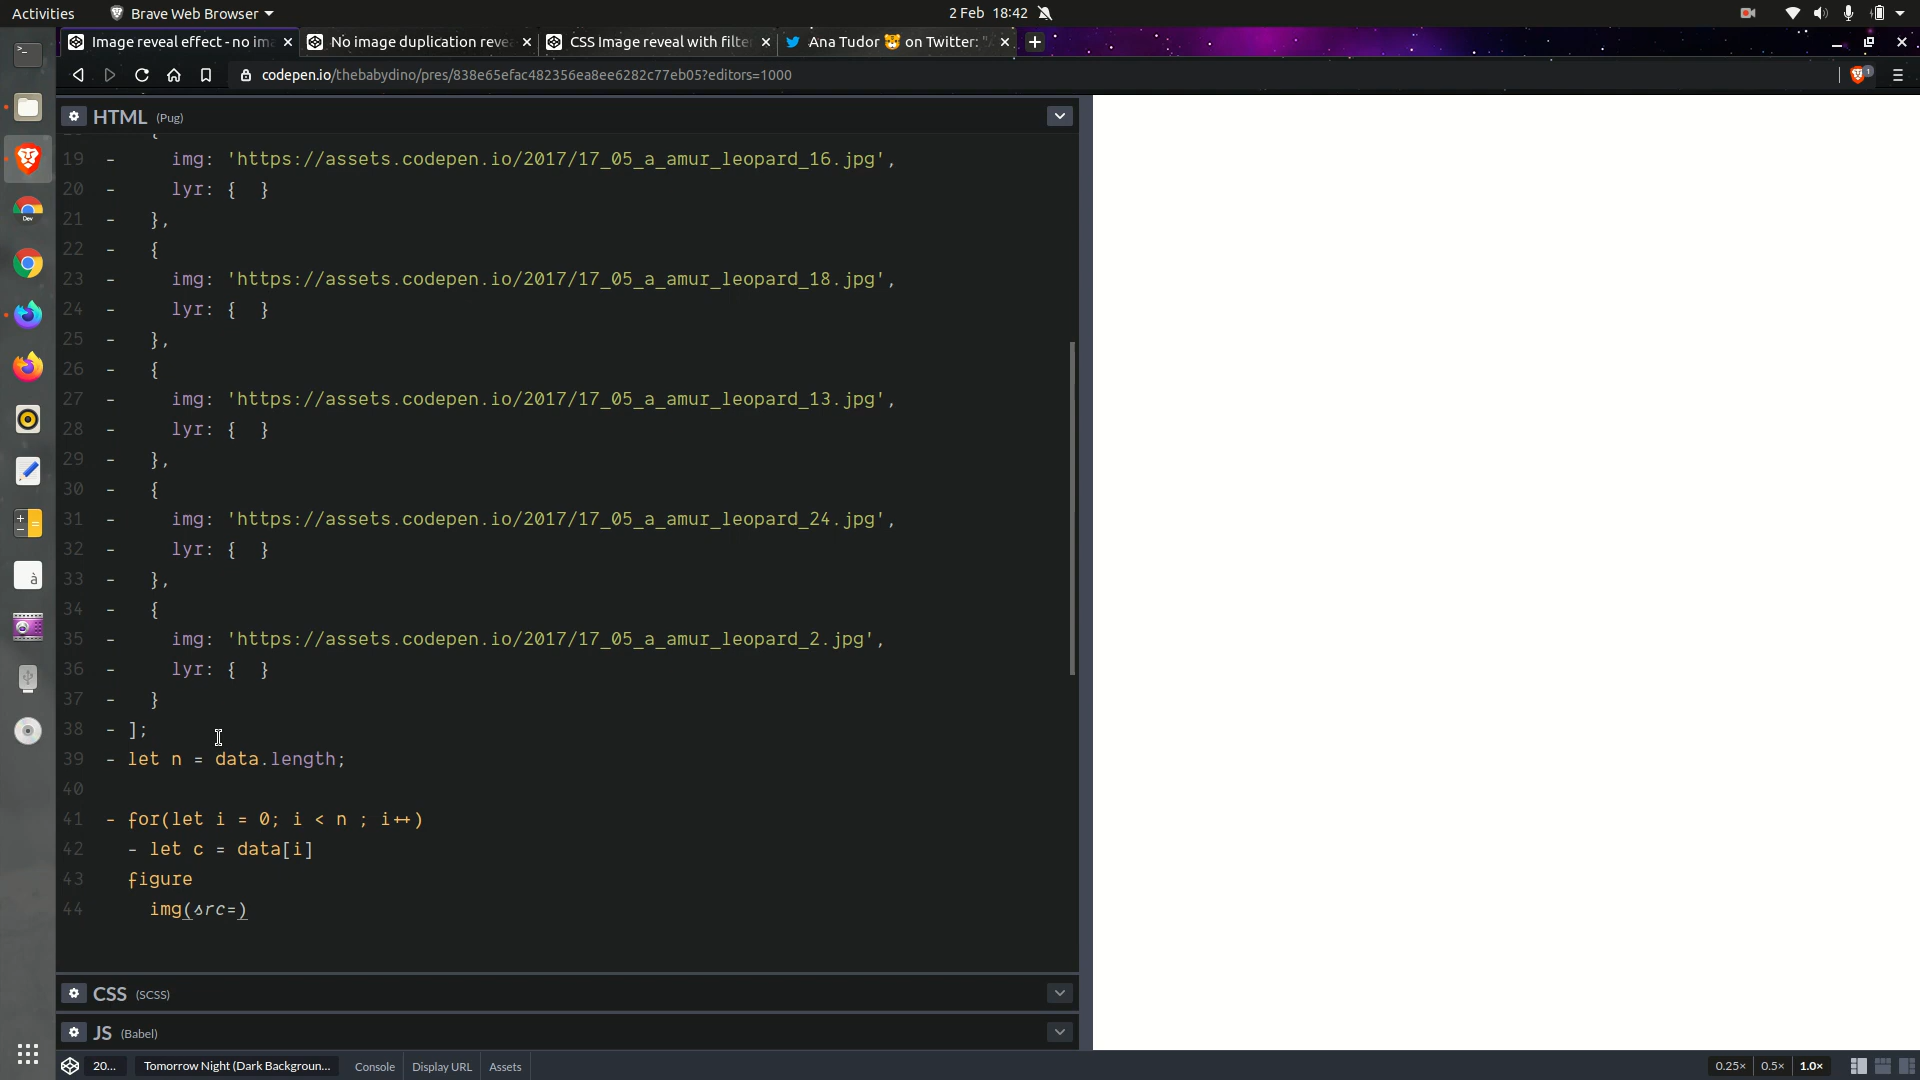 Activities
Brave Web Browser
2 Feb 18:42
Image reveal effect - no im
No image duplication reve
CSS Image reveal with filte
Ana Tudor 🐯 on Twitter: "
codepen.io/thebabydino/pres/838e65efac482356ea8ee6282c77eb05?editors=1000
1
HTML (Pug)
19 - img: 'https://assets.codepen.io/2017/17_05_a_amur_leopard_16.jpg',
20 - lyr: { }
21 - },
22 - {
23 - img: 'https://assets.codepen.io/2017/17_05_a_amur_leopard_18.jpg',
24 - lyr: { }
25 - },
26 - {
27 - img: 'https://assets.codepen.io/2017/17_05_a_amur_leopard_13.jpg',
28 - lyr: { }
29 - },
30 - {
31 - img: 'https://assets.codepen.io/2017/17_05_a_amur_leopard_24.jpg',
32 - lyr: { }
33 - },
34 - {
35 - img: 'https://assets.codepen.io/2017/17_05_a_amur_leopard_2.jpg',
36 - lyr: { }
37 - }
38 - ];
39 - let n = data.length;
40
41 - for(let i = 0; i < n ; i++)
42 - let c = data[i]
43 figure
44 img(src=)
CSS (SCSS)
JS (Babel)
20... Tomorrow Night (Dark Backgroun... Console Display URL Assets
0.25× 0.5× 1.0×
Dev
à